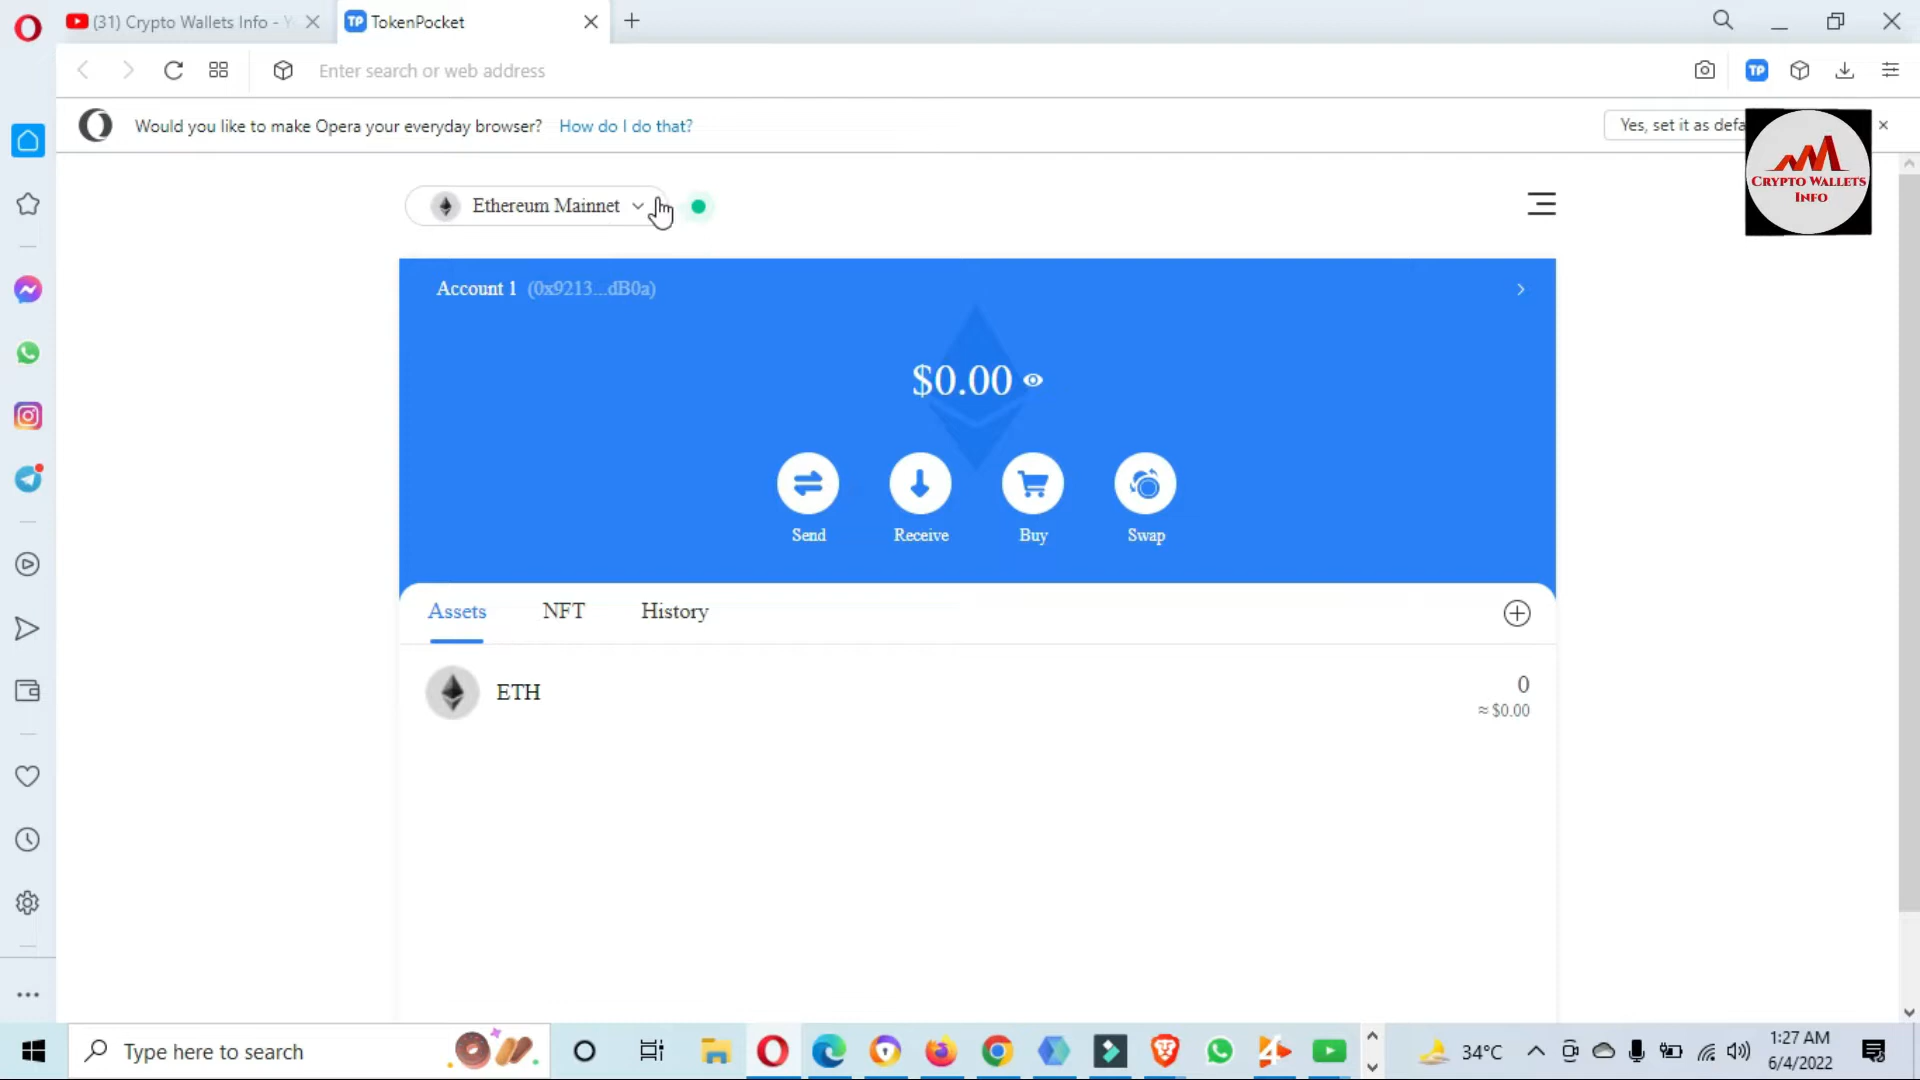 (31) Crypto Wallets Info - Y
TP TokenPocket
Enter search or web address
TP
Would you like to make Opera your everyday browser? How do I do that?
Yes, set it as defa
CRYPTO WALLETS
INFO
Ethereum Mainnet
Account 1 (0x9213...dB0a)
$0.00
Send Receive Buy Swap
Assets NFT History
ETH 0
≈ $0.00
Type here to search
34°C
1:27 AM
6/4/2022